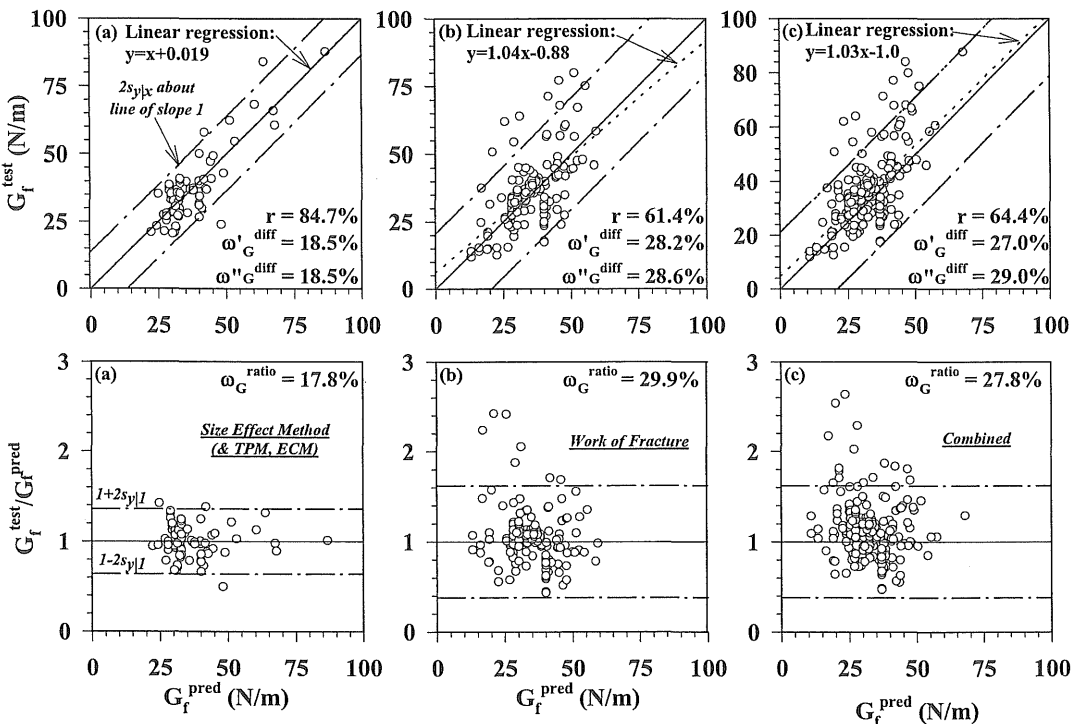 (a) Linear regression:
y=x+0.019
2s_y|x about
line of slope 1
r = 84.7%
ω'_G^diff = 18.5%
ω"_G^diff = 18.5%
G_f^test (N/m)
100
75
50
25
0
0 25 50 75 100
(b) Linear regression:
y=1.04x-0.88
r = 61.4%
ω'_G^diff = 28.2%
ω"_G^diff = 28.6%
100
75
50
25
0
0 25 50 75 100
(c) Linear regression:
y=1.03x-1.0
r = 64.4%
ω'_G^diff = 27.0%
ω"_G^diff = 29.0%
100
80
60
40
20
0
0 25 50 75 100
(a) ω_G^ratio = 17.8%
Size Effect Method
(& TPM, ECM)
1+2s_y|1
1-2s_y|1
G_f^test/G_f^pred
3
2
1
0
0 25 50 75 100
G_f^pred (N/m)
(b) ω_G^ratio = 29.9%
Work of Fracture
3
2
1
0
0 25 50 75 100
G_f^pred (N/m)
(c) ω_G^ratio = 27.8%
Combined
3
2
1
0
0 25 50 75 100
G_f^pred (N/m)